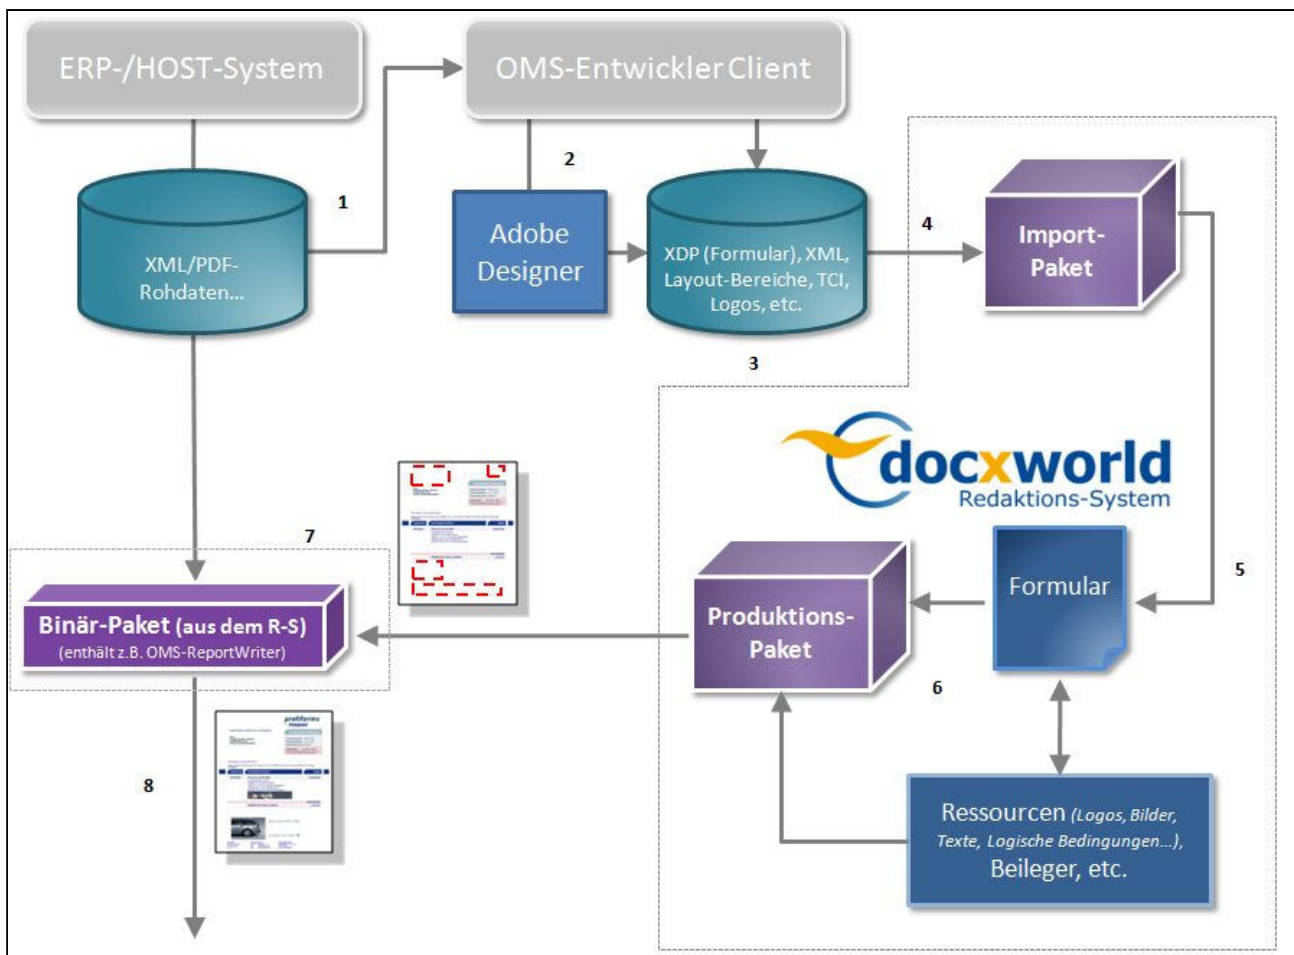 ERP-/HOST-System
OMS-Entwickler Client
1
2
XML/PDF-
Rohdaten...
Adobe
Designer
XDP (Formular), XML,
Layout-Bereiche, TCI,
Logos, etc.
3
4
Import-
Paket
docxworld
Redaktions-System
5
Formular
Produktions-
Paket
6
7
Binär-Paket (aus dem R-S)
(enthält z.B. OMS-ReportWriter)
8
Ressourcen (Logos, Bilder,
Texte, Logische Bedingungen...),
Beileger, etc.